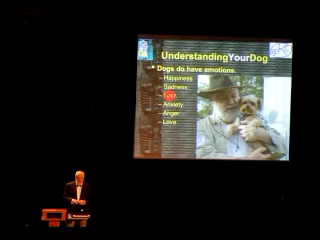 UnderstandingYourDog
• Dogs do have emotions.
– Happiness
– Sadness
– Fear
– Anxiety
– Anger
– Love